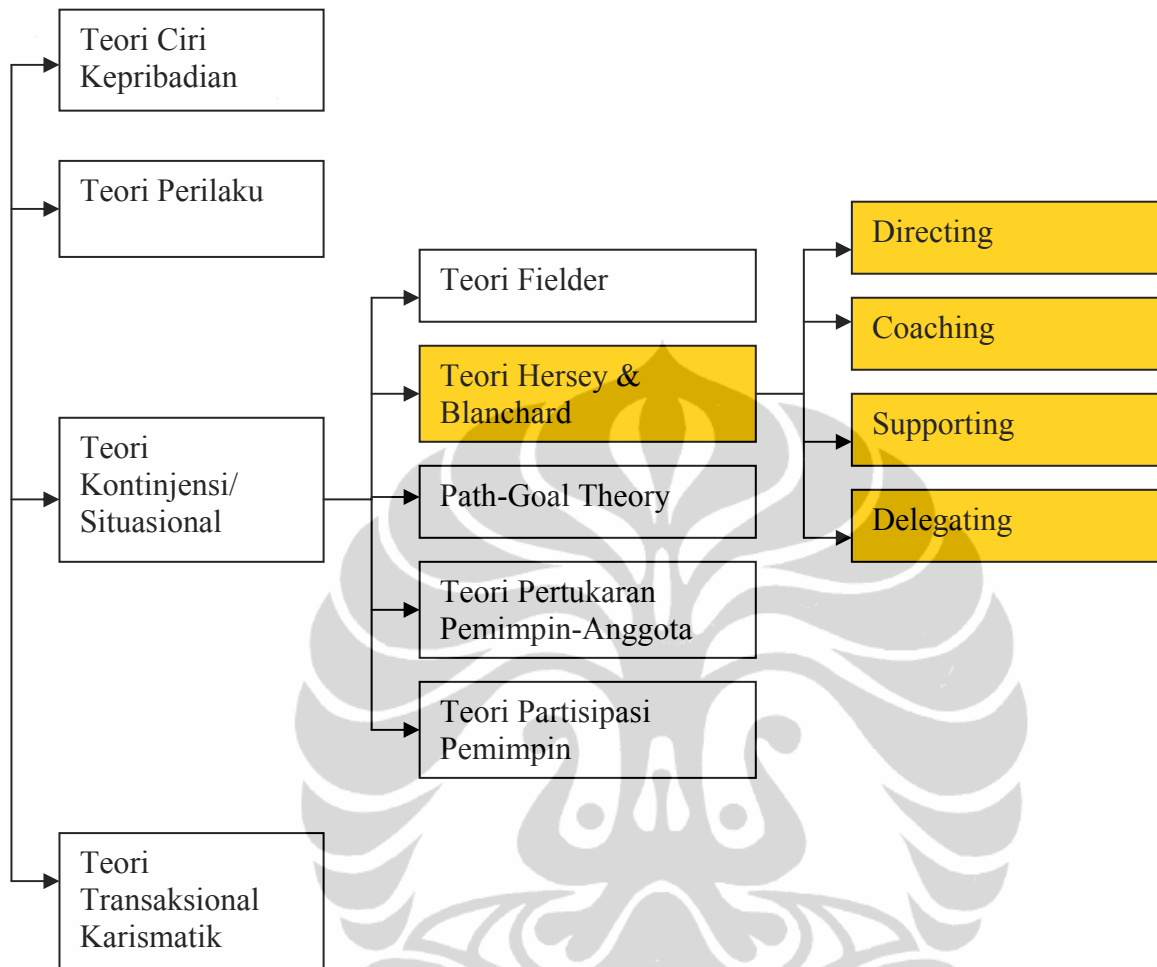 Teori Ciri
Kepribadian
Teori Perilaku
Teori
Kontinjensi/
Situasional
Teori
Transaksional
Karismatik
Teori Fielder
Teori Hersey &
Blanchard
Path-Goal Theory
Teori Pertukaran
Pemimpin-Anggota
Teori Partisipasi
Pemimpin
Directing
Coaching
Supporting
Delegating